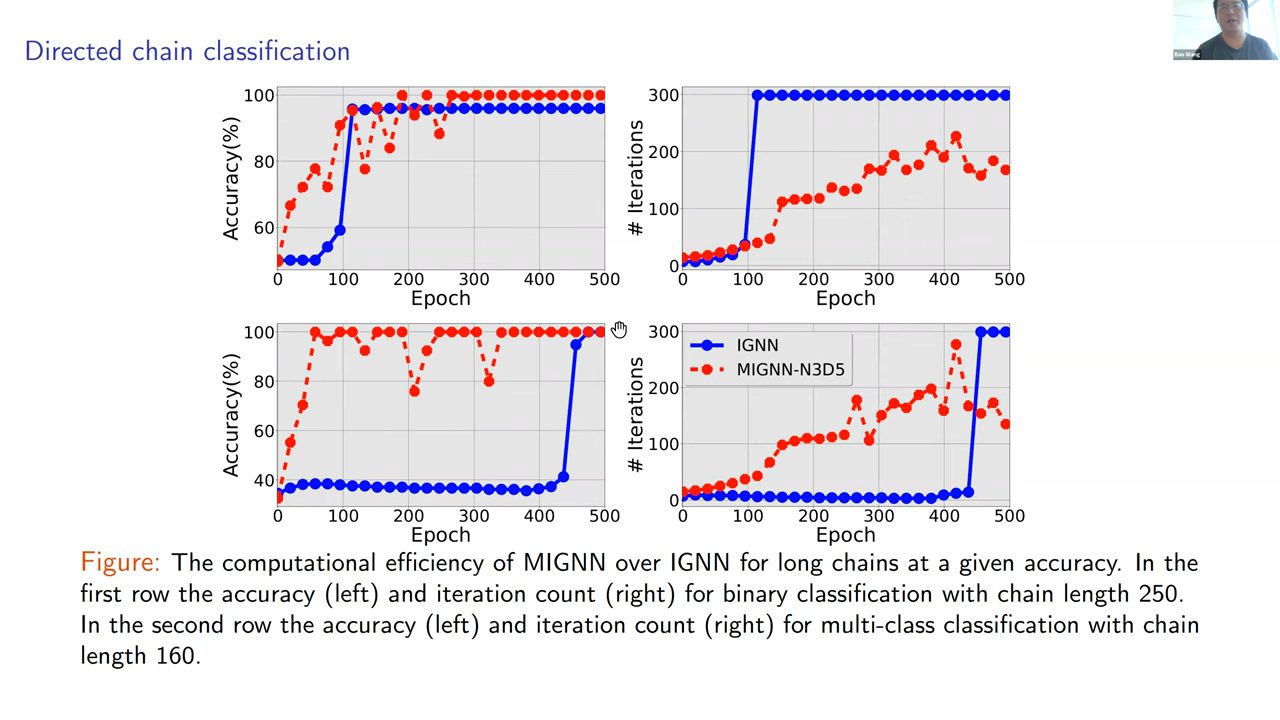 Directed chain classification
Bao Wang
100
80
60
Accuracy(%)
0 100 200 300 400 500
Epoch
300
200
100
0
# Iterations
0 100 200 300 400 500
Epoch
100
80
60
40
Accuracy(%)
0 100 200 300 400 500
Epoch
300
200
100
0
# Iterations
IGNN
MIGNN-N3D5
0 100 200 300 400 500
Epoch
Figure: The computational efficiency of MIGNN over IGNN for long chains at a given accuracy. In the
first row the accuracy (left) and iteration count (right) for binary classification with chain length 250.
In the second row the accuracy (left) and iteration count (right) for multi-class classification with chain
length 160.